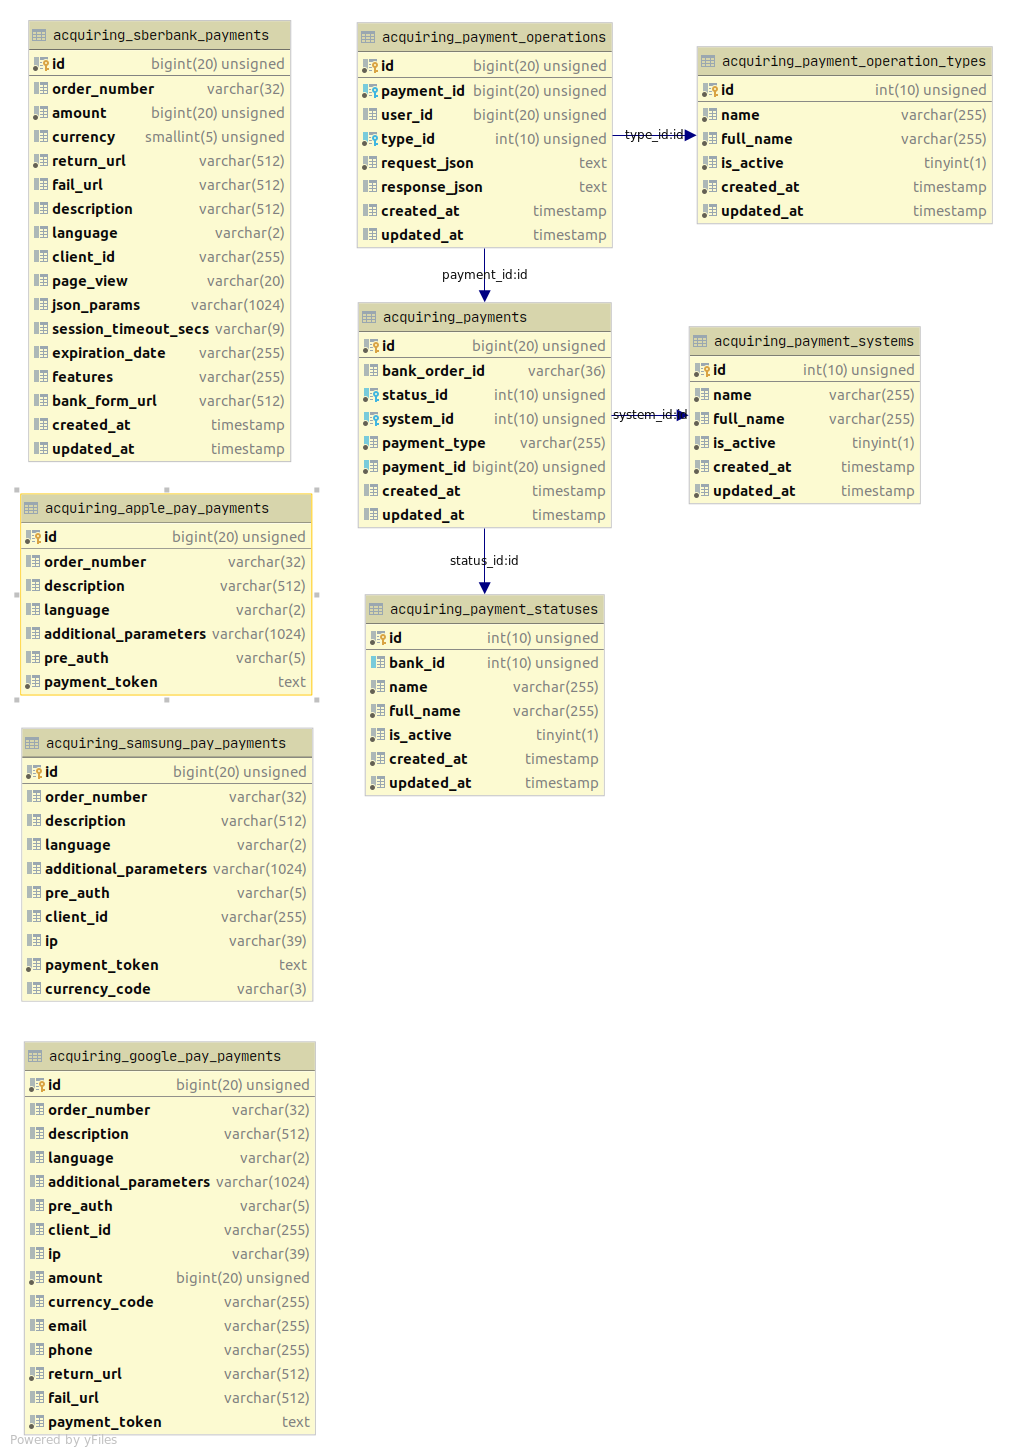 acquiring_sberbank_payments
id bigint(20) unsigned
order_number varchar(32)
amount bigint(20) unsigned
currency smallint(5) unsigned
return_url varchar(512)
fail_url varchar(512)
description varchar(512)
language varchar(2)
client_id varchar(255)
page_view varchar(20)
json_params varchar(1024)
session_timeout_secs varchar(9)
expiration_date varchar(255)
features varchar(255)
bank_form_url varchar(512)
created_at timestamp
updated_at timestamp
acquiring_apple_pay_payments
id bigint(20) unsigned
order_number varchar(32)
description varchar(512)
language varchar(2)
additional_parameters varchar(1024)
pre_auth varchar(5)
payment_token text
acquiring_samsung_pay_payments
id bigint(20) unsigned
order_number varchar(32)
description varchar(512)
language varchar(2)
additional_parameters varchar(1024)
pre_auth varchar(5)
client_id varchar(255)
ip varchar(39)
payment_token text
currency_code varchar(3)
acquiring_google_pay_payments
id bigint(20) unsigned
order_number varchar(32)
description varchar(512)
language varchar(2)
additional_parameters varchar(1024)
pre_auth varchar(5)
client_id varchar(255)
ip varchar(39)
amount bigint(20) unsigned
currency_code varchar(255)
email varchar(255)
phone varchar(255)
return_url varchar(512)
fail_url varchar(512)
payment_token text
Powered by yFiles
acquiring_payment_operations
id bigint(20) unsigned
payment_id bigint(20) unsigned
user_id bigint(20) unsigned
type_id int(10) unsigned
request_json text
response_json text
created_at timestamp
updated_at timestamp
type_id:id
payment_id:id
acquiring_payments
id bigint(20) unsigned
bank_order_id varchar(36)
status_id int(10) unsigned
system_id int(10) unsigned
payment_type varchar(255)
payment_id bigint(20) unsigned
created_at timestamp
updated_at timestamp
system_id:id
status_id:id
acquiring_payment_statuses
id int(10) unsigned
bank_id int(10) unsigned
name varchar(255)
full_name varchar(255)
is_active tinyint(1)
created_at timestamp
updated_at timestamp
acquiring_payment_operation_types
id int(10) unsigned
name varchar(255)
full_name varchar(255)
is_active tinyint(1)
created_at timestamp
updated_at timestamp
acquiring_payment_systems
id int(10) unsigned
name varchar(255)
full_name varchar(255)
is_active tinyint(1)
created_at timestamp
updated_at timestamp